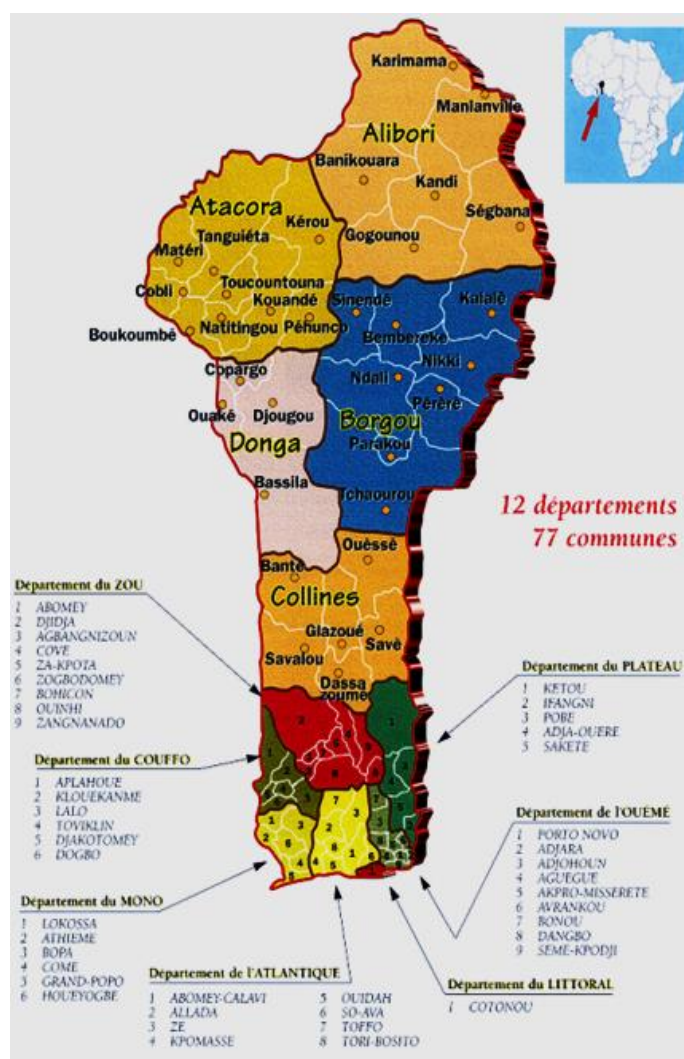 Karimama
Manlanville
Alibori
Banikouara
Kandi
Ségbana
Gogounou
Atacora
Kérou
Tanguiéta
Matéri
Toucountouna
Cobli
Kouandé
Natitingou
Péhunco
Boukoumbé
Sinendé
Kalalé
Bembereké
Nikki
Ndali
Pèrèrè
Borgou
Parakou
Tchaourou
Copargo
Ouaké
Djougou
Donga
Bassila
12 départements
77 communes
Ouéssé
Bantè
Collines
Glazoué
Savè
Savalou
Dassa
zoumé
Département du ZOU
1 ABOMEY
2 DJIDJA
3 AGBANGNIZOUN
4 COVE
5 ZA-KPOTA
6 ZOGBODOMEY
7 BOHICON
8 OUINHI
9 ZANGNANADO
Département du PLATEAU
1 KETOU
2 IFANGNI
3 POBE
4 ADJA-OUERE
5 SAKETE
Département du COUFFO
1 APLAHOUE
2 KLOUEKANME
3 LALO
4 TOVIKLIN
5 DJAKOTOMEY
6 DOGBO
Département de l'OUÉMÉ
1 PORTO NOVO
2 ADJARA
3 ADJOHOUN
4 AGUEGUE
5 AKPRO-MISSERETE
6 AVRANKOU
7 BONOU
8 DANGBO
9 SEME-KPODJI
Département du MONO
1 LOKOSSA
2 ATHIEME
3 BOPA
4 COME
5 GRAND-POPO
6 HOUEYOGBE
Département de l'ATLANTIQUE
1 ABOMEY-CALAVI
2 ALLADA
3 ZE
4 KPOMASSE
5 OUIDAH
6 SO-AVA
7 TOFFO
8 TORI-BOSITO
Département du LITTORAL
1 COTONOU